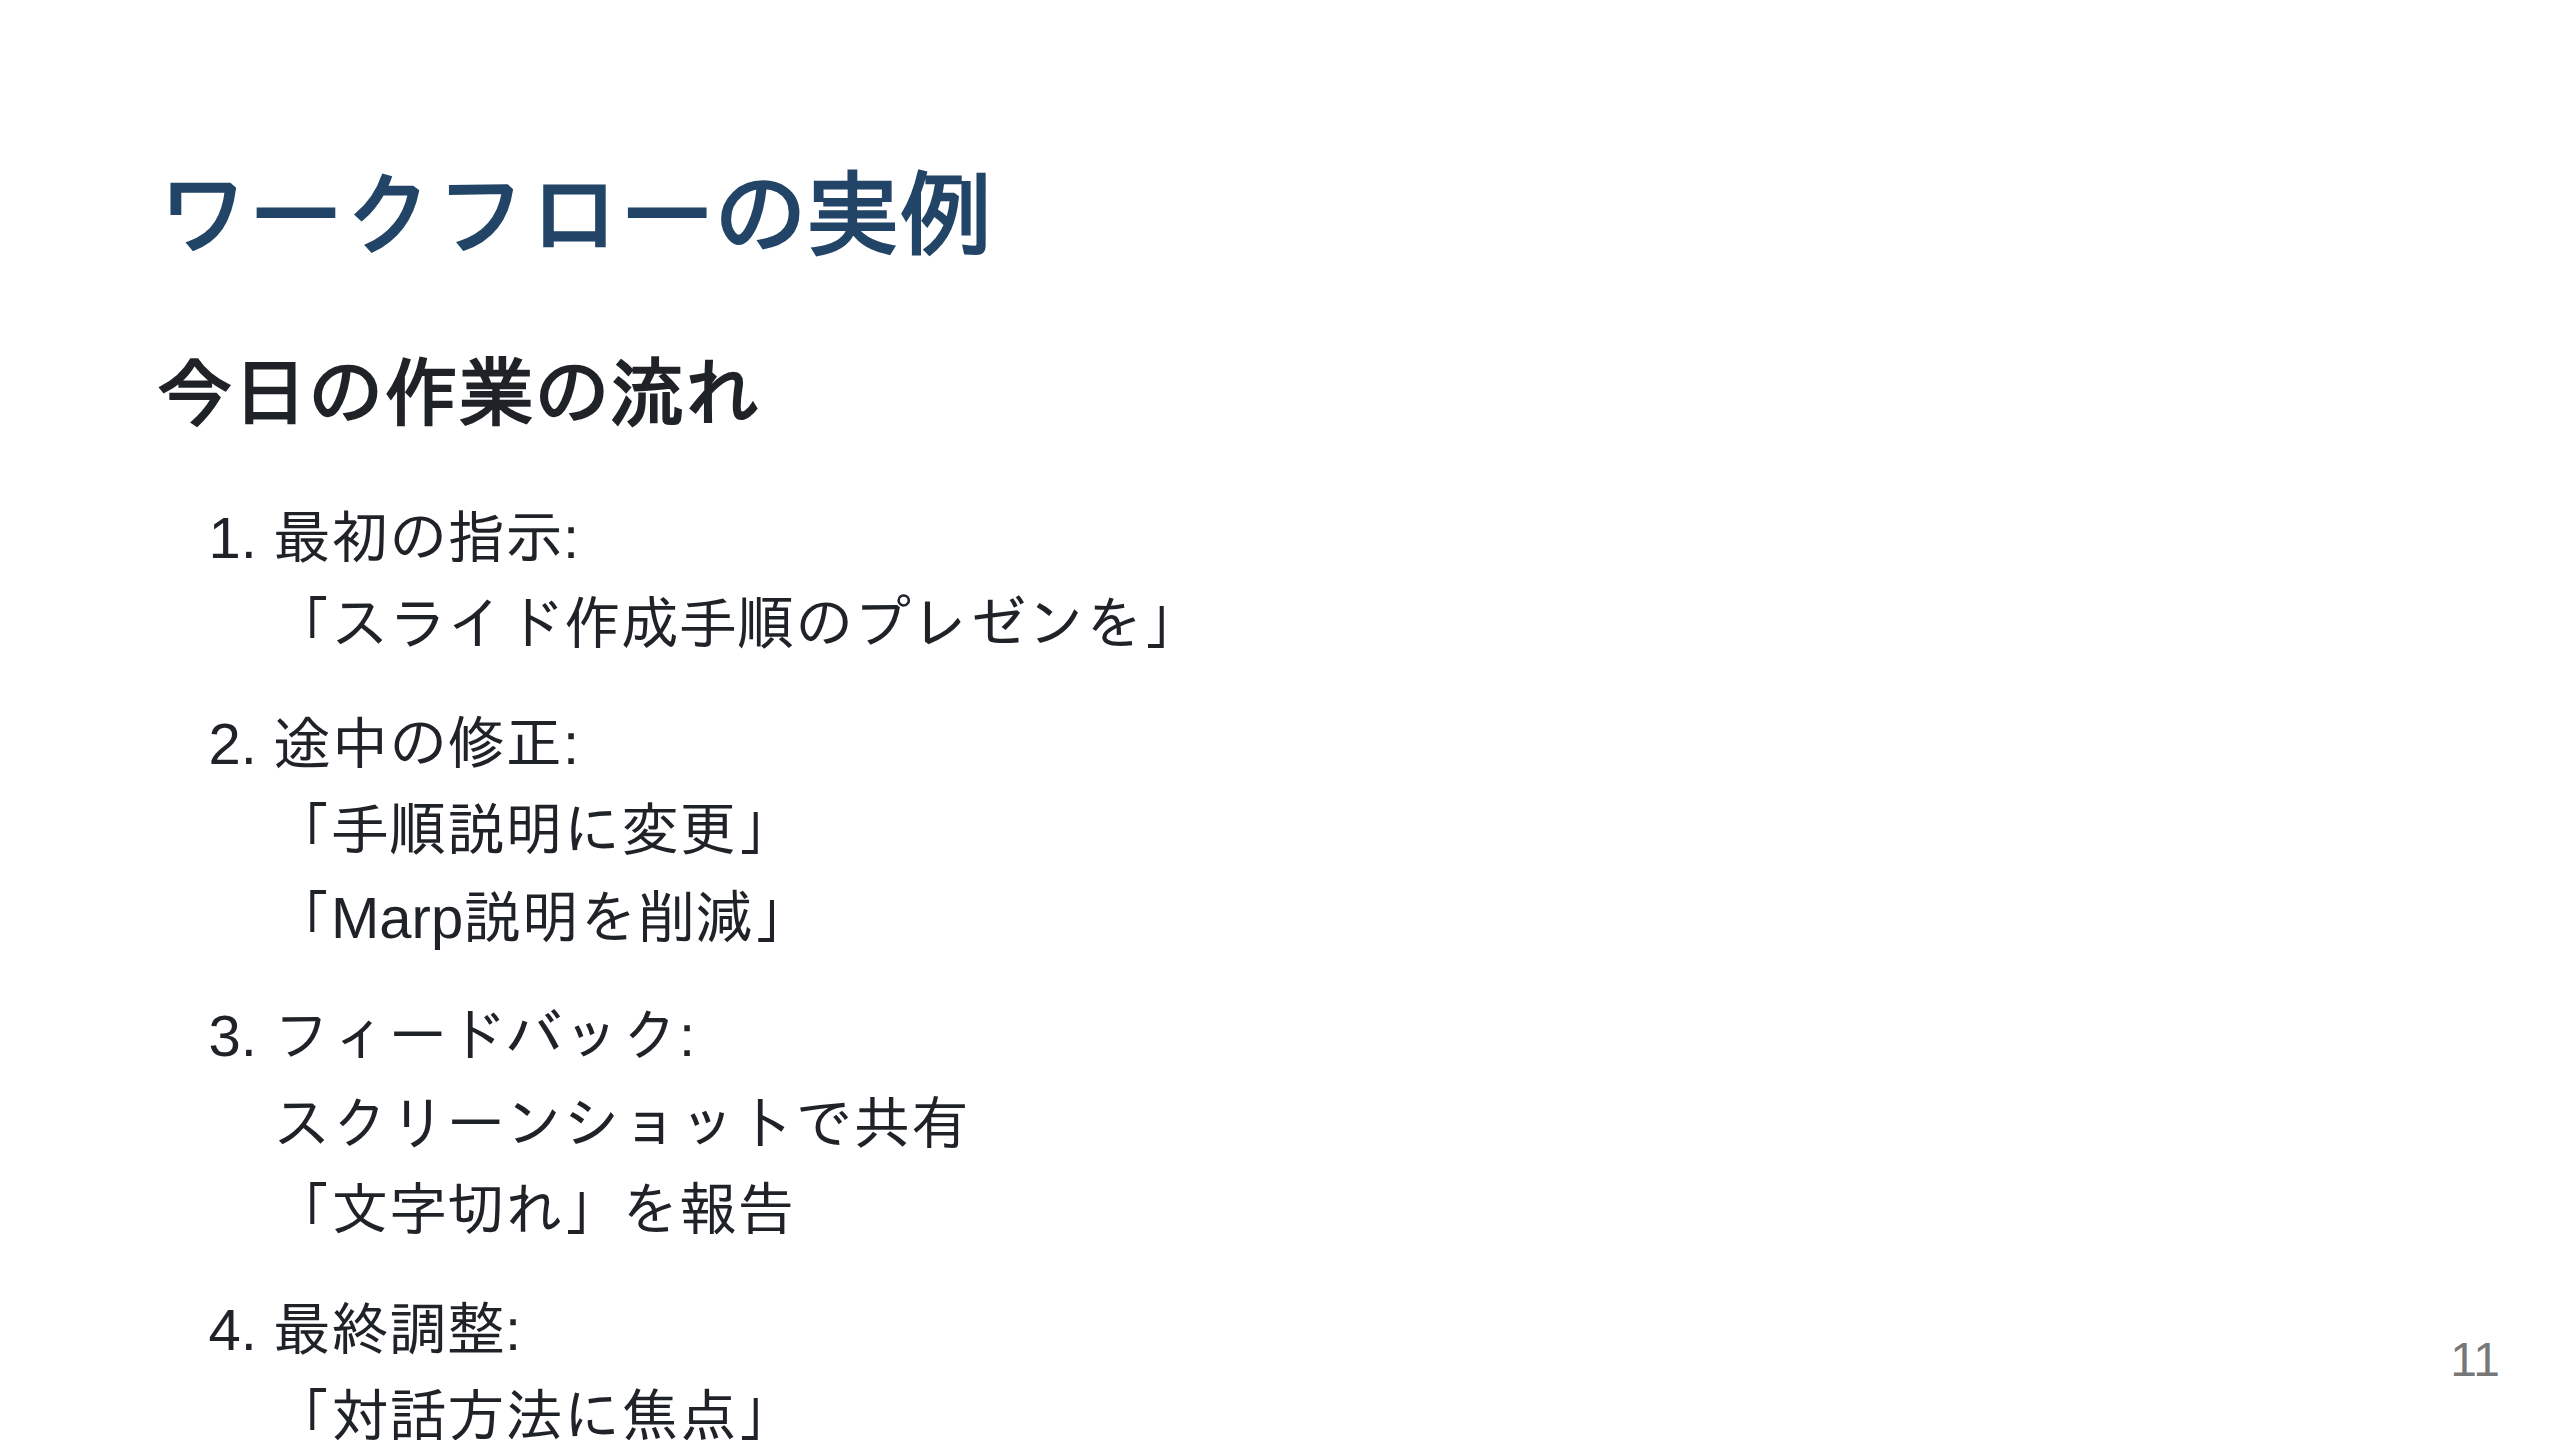 ワークフローの実例
今日の作業の流れ
1. 最初の指示:
「スライド作成手順のプレゼンを」
2. 途中の修正:
「手順説明に変更」
「Marp説明を削減」
3. フィードバック:
スクリーンショットで共有
「文字切れ」を報告
4. 最終調整:
「対話方法に焦点」
11